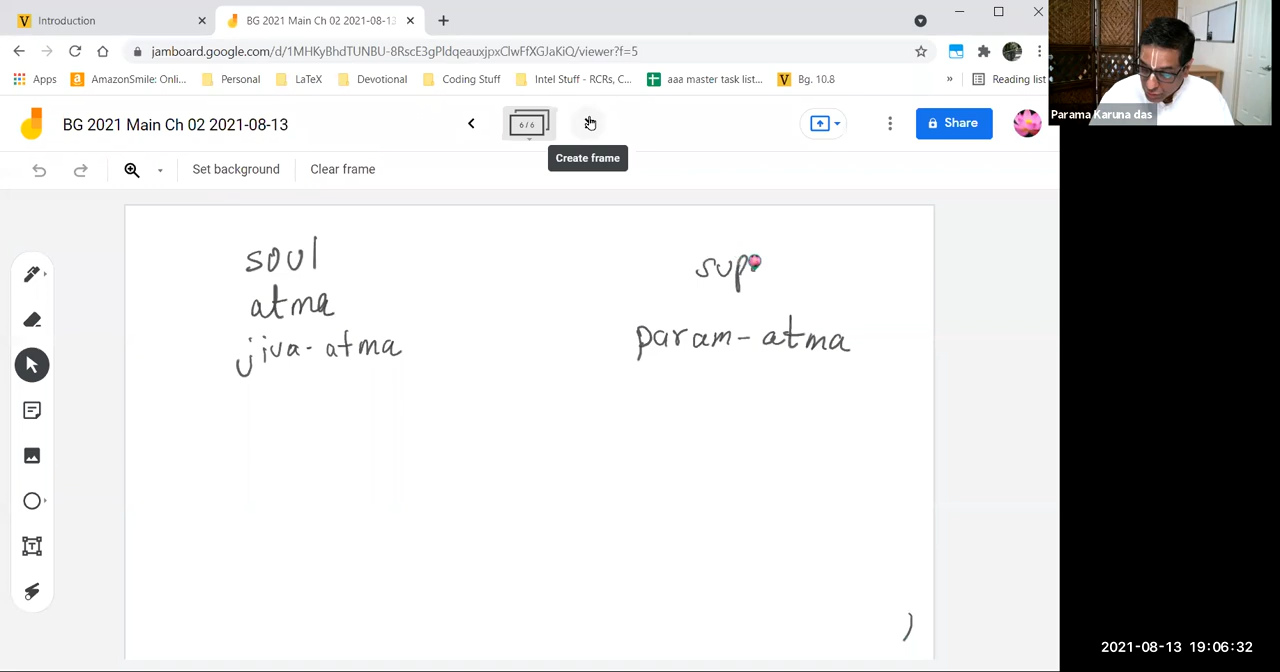 Introduction
BG 2021 Main Ch 02 2021-08-13
jamboard.google.com/d/1MHKyBhdTUNBU-8RscE3gPldqeauxjpxClwFfXGJaKiQ/viewer?f=5
Apps
AmazonSmile: Onli...
Personal
LaTeX
Devotional
Coding Stuff
Intel Stuff - RCRs, C...
aaa master task list...
Bg. 10.8
»
Reading list
Parama Karuna das
BG 2021 Main Ch 02 2021-08-13
6 / 6
Share
Create frame
Set background
Clear frame
soul
sup
atma
param-atma
jiva-atma
)
2021-08-13 19:06:32